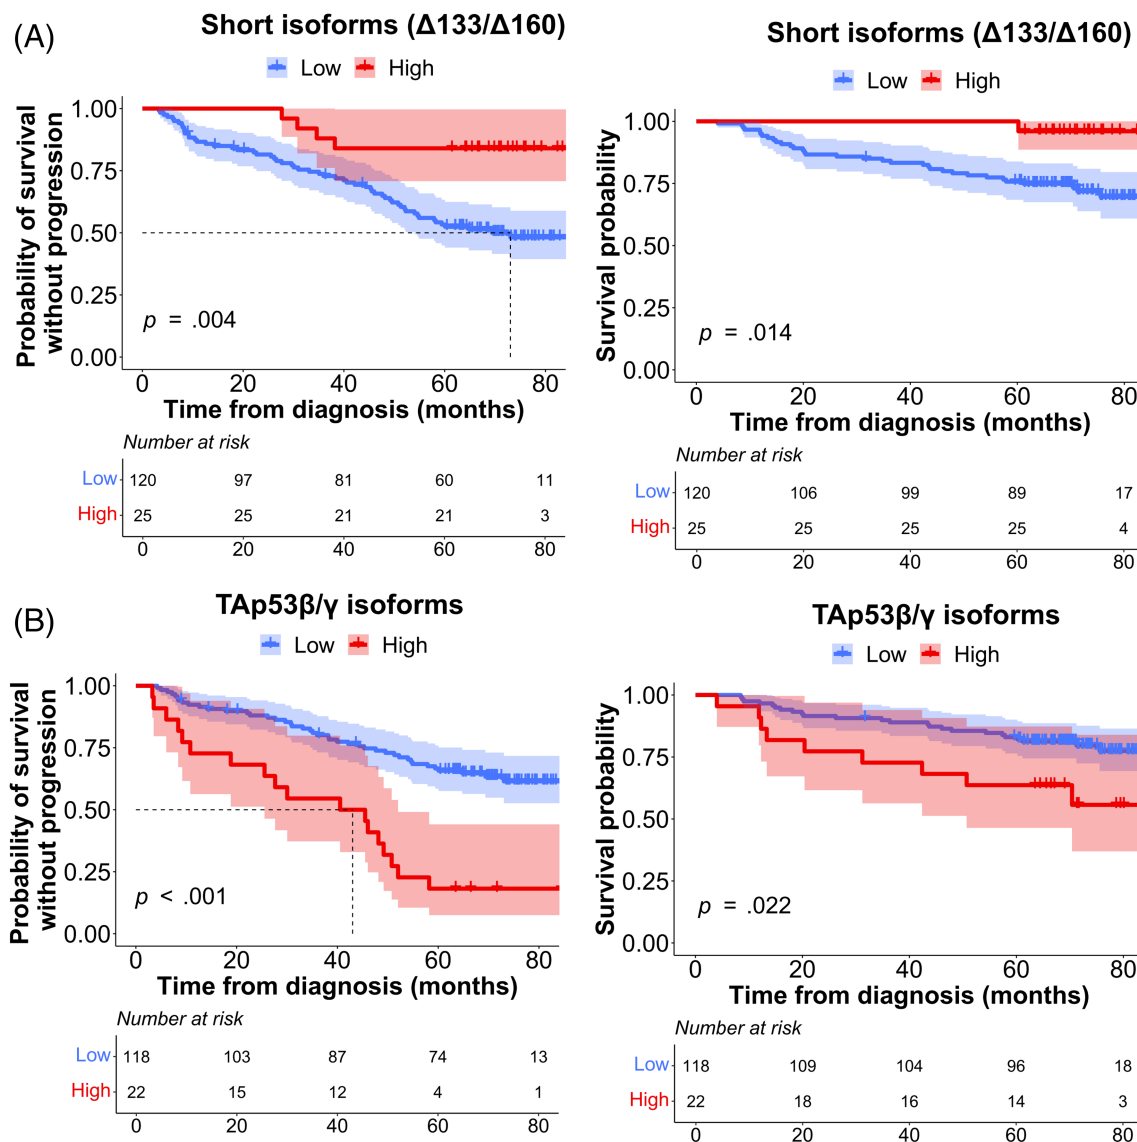 (A)
Short isoforms (Δ133/Δ160)
Low High
Probability of survival
without progression
1.00
0.75
0.50
0.25
0.00
p = .004
0 20 40 60 80
Time from diagnosis (months)
Number at risk
Low 120 97 81 60 11
High 25 25 21 21 3
0 20 40 60 80
Short isoforms (Δ133/Δ160)
Low High
Survival probability
1.00
0.75
0.50
0.25
0.00
p = .014
0 20 40 60 80
Time from diagnosis (months)
Number at risk
Low 120 106 99 89 17
High 25 25 25 25 4
0 20 40 60 80
(B)
TAp53β/γ isoforms
Low High
Probability of survival
without progression
1.00
0.75
0.50
0.25
0.00
p < .001
0 20 40 60 80
Time from diagnosis (months)
Number at risk
Low 118 103 87 74 13
High 22 15 12 4 1
0 20 40 60 80
TAp53β/γ isoforms
Low High
Survival probability
1.00
0.75
0.50
0.25
0.00
p = .022
0 20 40 60 80
Time from diagnosis (months)
Number at risk
Low 118 109 104 96 18
High 22 18 16 14 3
0 20 40 60 80